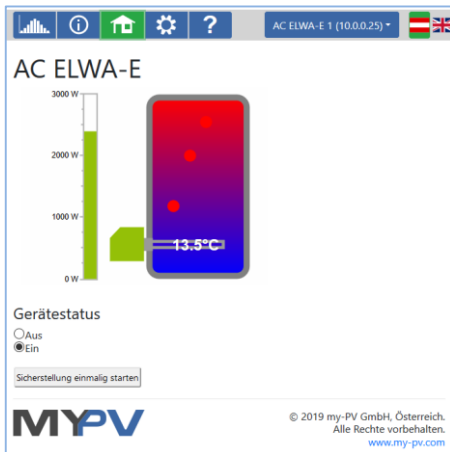 AC ELWA-E 1 (10.0.0.25)
AC ELWA-E
3000 W
2000 W
1000 W
0 W
13.5°C
Gerätestatus
Aus
Ein
Sicherstellung einmalig starten
MYPV
© 2019 my-PV GmbH, Österreich.
Alle Rechte vorbehalten.
www.my-pv.com